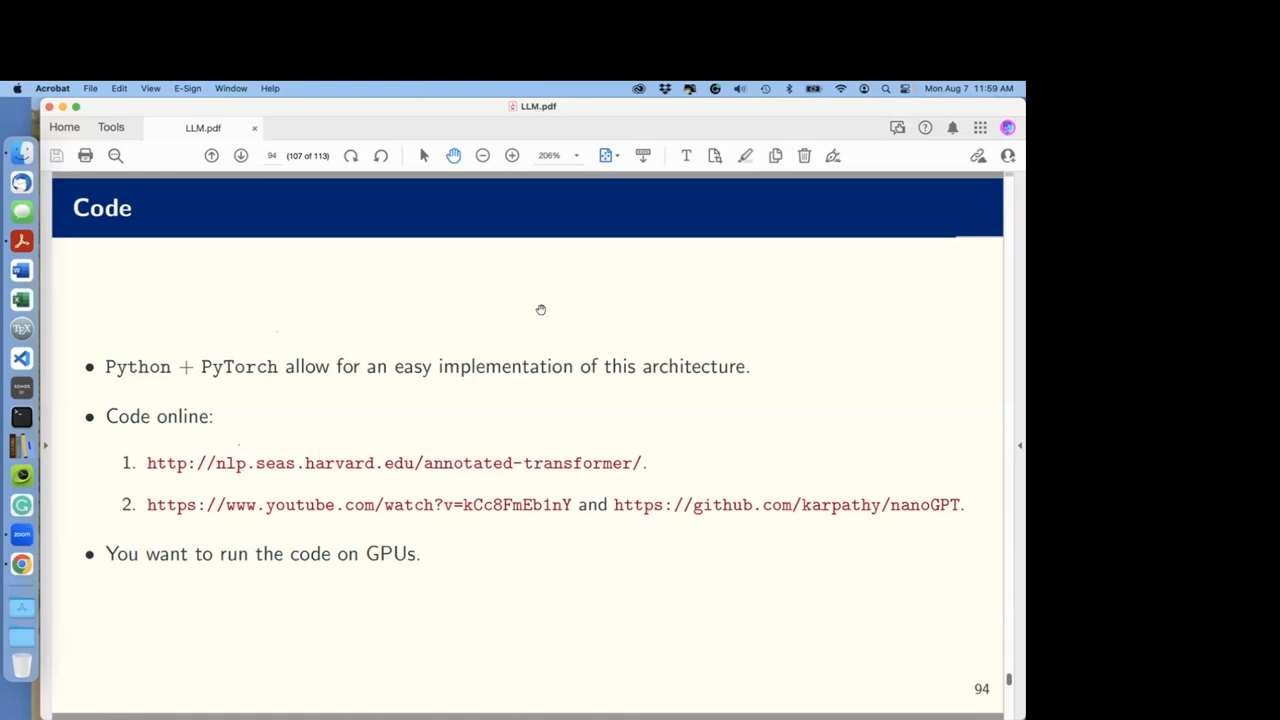 Acrobat File Edit View E-Sign Window Help Mon Aug 7 11:59 AM
LLM.pdf
Home Tools LLM.pdf ×
94 (107 of 113) 206%
Code
• Python + PyTorch allow for an easy implementation of this architecture.
• Code online:
1. http://nlp.seas.harvard.edu/annotated-transformer/.
2. https://www.youtube.com/watch?v=kCc8FmEb1nY and https://github.com/karpathy/nanoGPT.
• You want to run the code on GPUs.
94
zoom